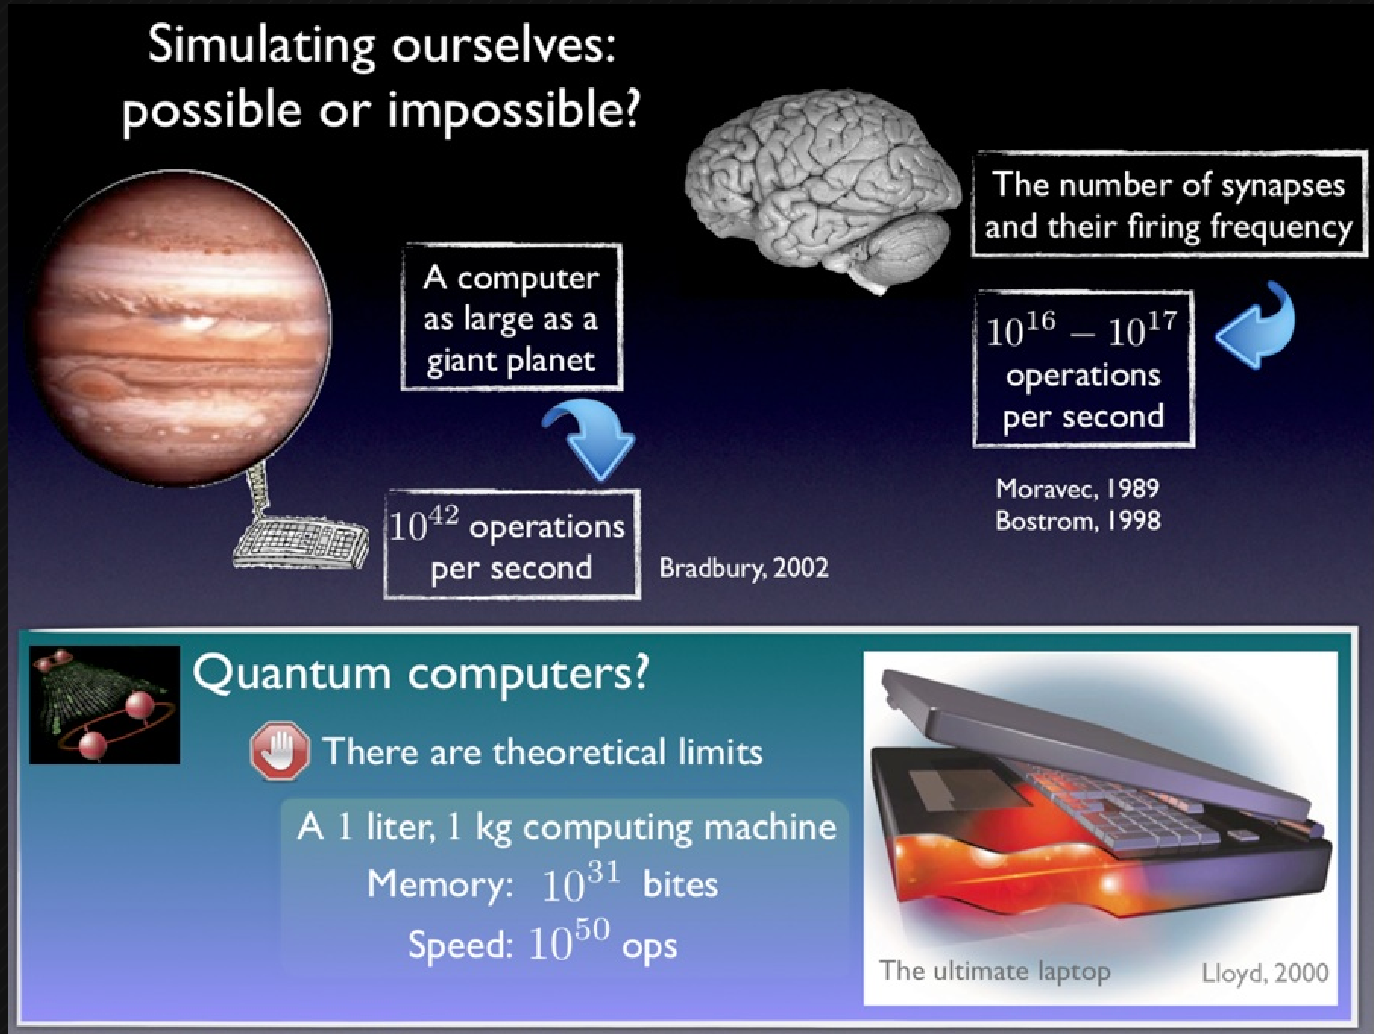 Simulating ourselves:
possible or impossible?
The number of synapses
and their firing frequency
A computer
as large as a
giant planet
10^16 – 10^17
operations
per second
Moravec, 1989
Bostrom, 1998
10^42 operations
per second
Bradbury, 2002
Quantum computers?
There are theoretical limits
A 1 liter, 1 kg computing machine
Memory: 10^31 bites
Speed: 10^50 ops
The ultimate laptop
Lloyd, 2000